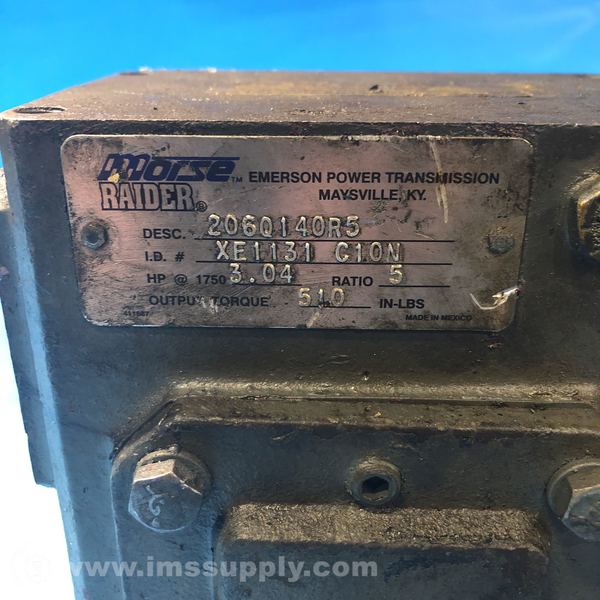 morse™ EMERSON POWER TRANSMISSION
RAIDER® MAYSVILLE, KY.
DESC. 206Q140R5
I.D. # XE1131 C10N
HP @ 1750 3.04 RATIO 5
OUTPUT TORQUE 510 IN-LBS
MADE IN MEXICO
www.imssupply.com